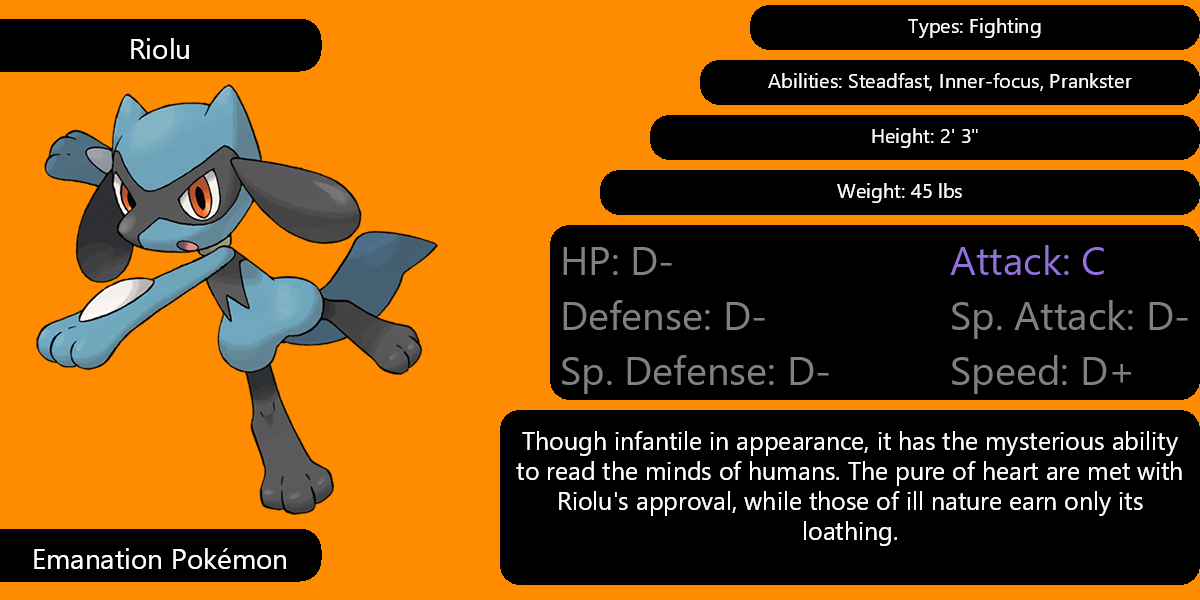 Riolu
Emanation Pokémon
Types: Fighting
Abilities: Steadfast, Inner-focus, Prankster
Height: 2' 3"
Weight: 45 lbs
HP: D-
Attack: C
Defense: D-
Sp. Attack: D-
Sp. Defense: D-
Speed: D+
Though infantile in appearance, it has the mysterious ability
to read the minds of humans. The pure of heart are met with
Riolu's approval, while those of ill nature earn only its
loathing.